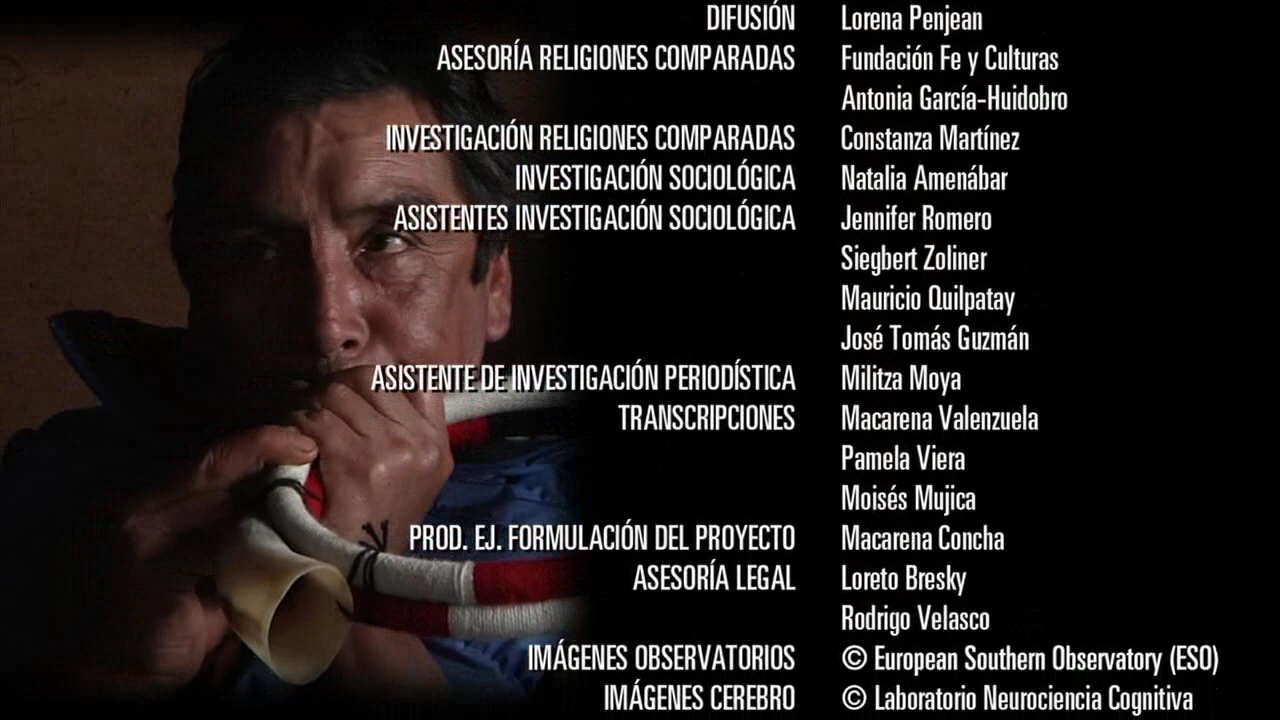 DIFUSIÓN Lorena Penjean
ASESORÍA RELIGIONES COMPARADAS Fundación Fe y Culturas
Antonia García-Huidobro
INVESTIGACIÓN RELIGIONES COMPARADAS Constanza Martínez
INVESTIGACIÓN SOCIOLÓGICA Natalia Amenábar
ASISTENTES INVESTIGACIÓN SOCIOLÓGICA Jennifer Romero
Siegbert Zoliner
Mauricio Quilpatay
José Tomás Guzmán
ASISTENTE DE INVESTIGACIÓN PERIODÍSTICA Militza Moya
TRANSCRIPCIONES Macarena Valenzuela
Pamela Viera
Moisés Mujica
PROD. EJ. FORMULACIÓN DEL PROYECTO Macarena Concha
ASESORÍA LEGAL Loreto Bresky
Rodrigo Velasco
IMÁGENES OBSERVATORIOS © European Southern Observatory (ESO)
IMÁGENES CEREBRO © Laboratorio Neurociencia Cognitiva